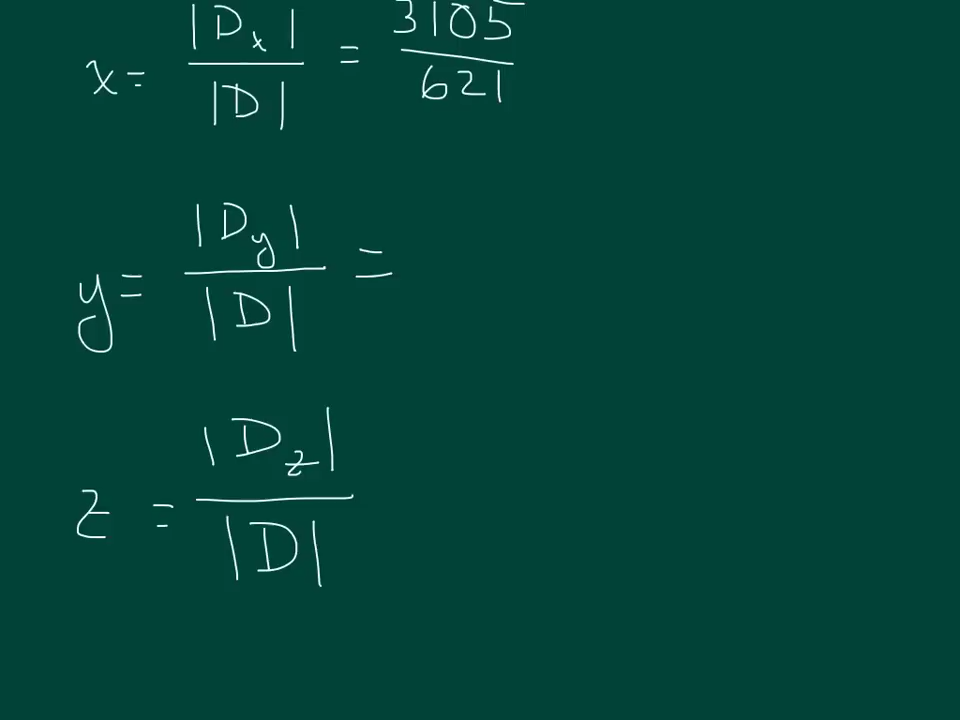 x = |Dx| / |D| = 3105 / 621
y = |Dy| / |D| =
z = |Dz| / |D|